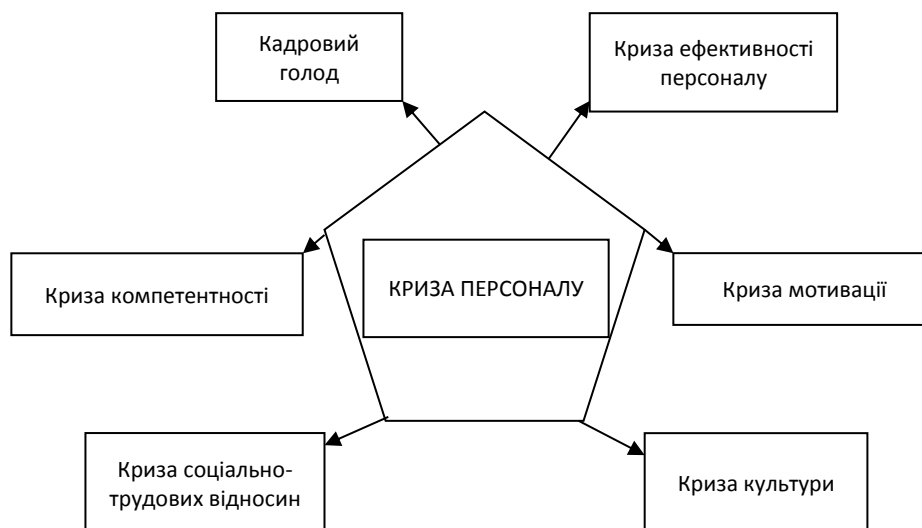 Кадровий
голод
Криза ефективності
персоналу
Криза компетентності
КРИЗА ПЕРСОНАЛУ
Криза мотивації
Криза соціально-
трудових відносин
Криза культури